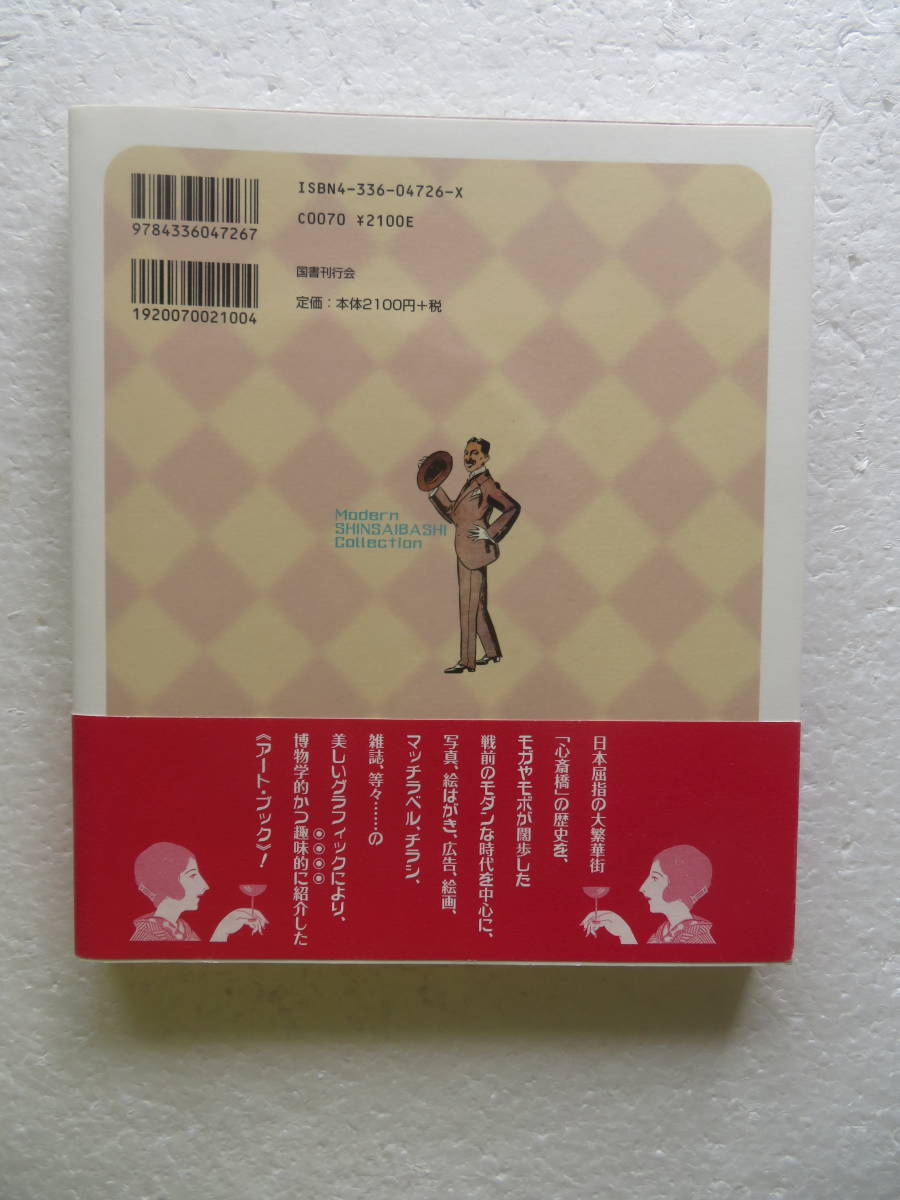 ISBN4-336-04726-X
C0070 ¥2100E
9784336047267
国書刊行会
定価：本体2100円+税
1920070021004
Modern
SHINSAIBASHI
Collection
日本屈指の大繁華街
「心斎橋」の歴史を、
モガやモボが闊歩した
戦前のモダンな時代を中心に、
写真、絵はがき、広告、絵画、
マッチラベル、チラシ、
雑誌、等々……の
美しいグラフィックにより、
博物学的かつ趣味的に紹介した
《アート・ブック》！